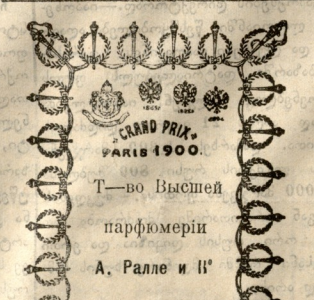 „GRAND PRIX"
PARIS 1900.
Т—во Высшей
парфюмеріи
А. Ралле и К°